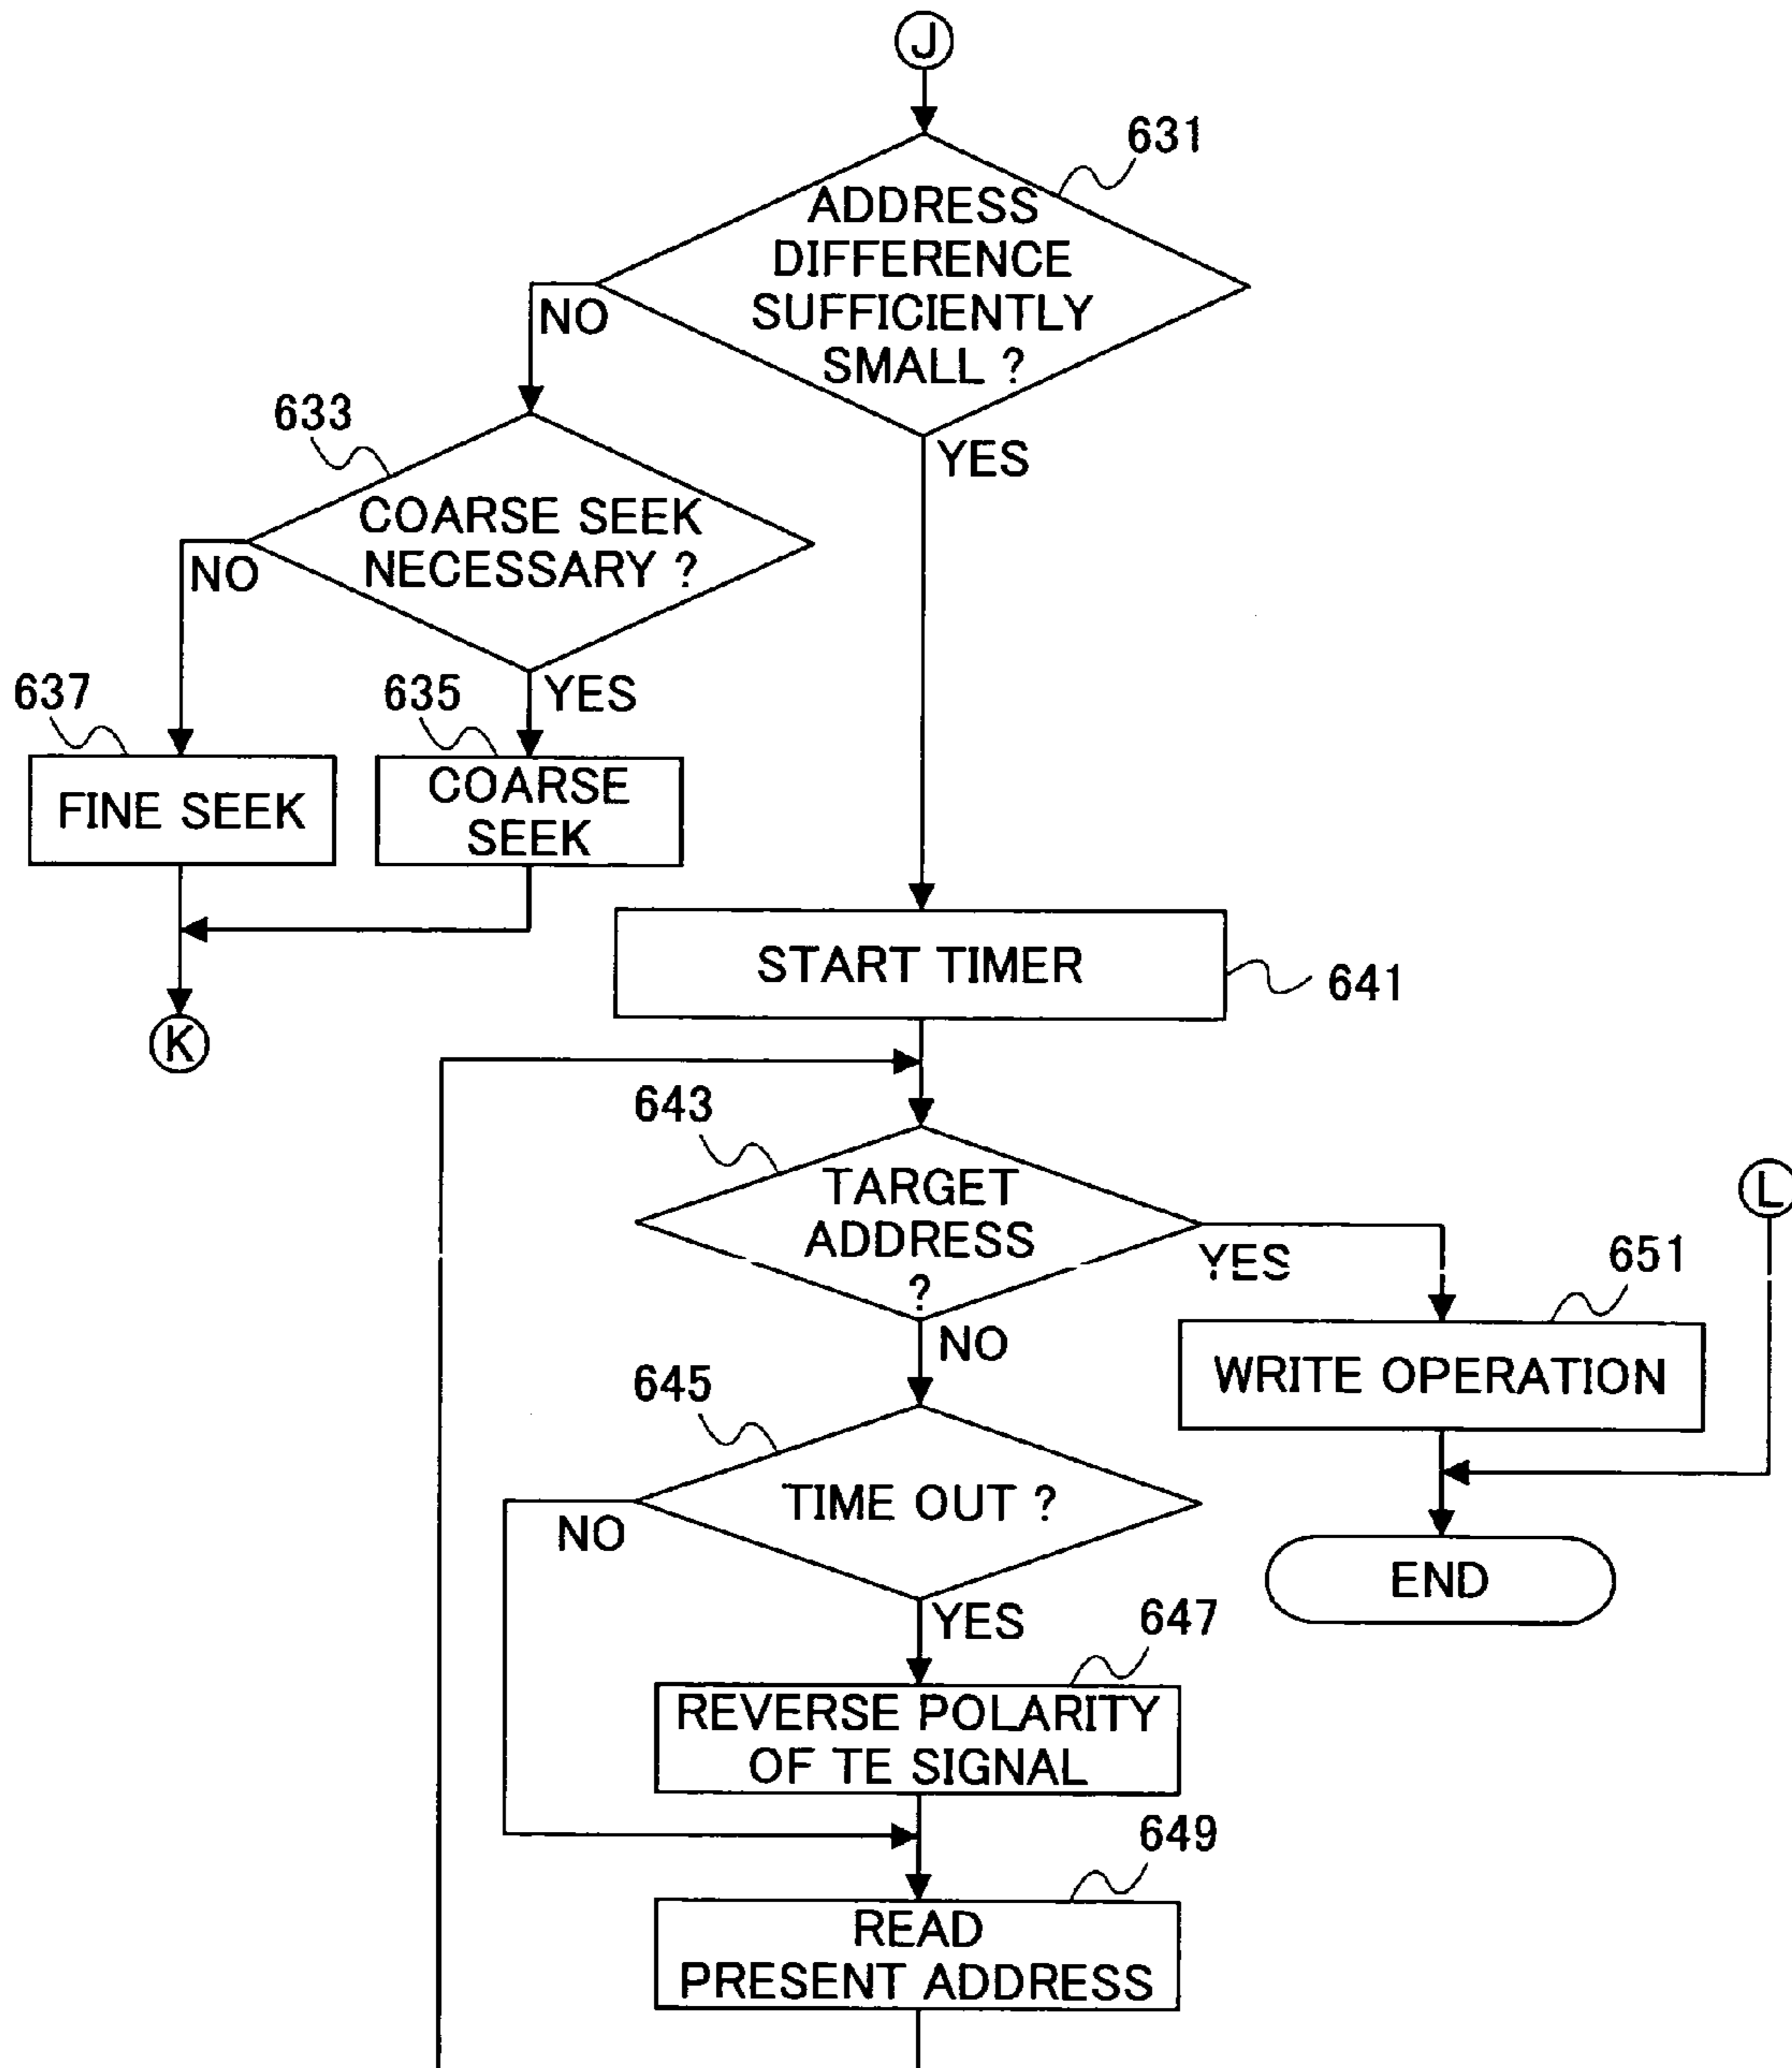 J
631
ADDRESS
DIFFERENCE
SUFFICIENTLY
SMALL ?
NO
YES
633
COARSE SEEK
NECESSARY ?
NO
YES
637
635
FINE SEEK
COARSE
SEEK
START TIMER
641
K
643
TARGET
ADDRESS
?
YES
NO
L
651
WRITE OPERATION
645
TIME OUT ?
NO
YES
END
647
REVERSE POLARITY
OF TE SIGNAL
649
READ
PRESENT ADDRESS